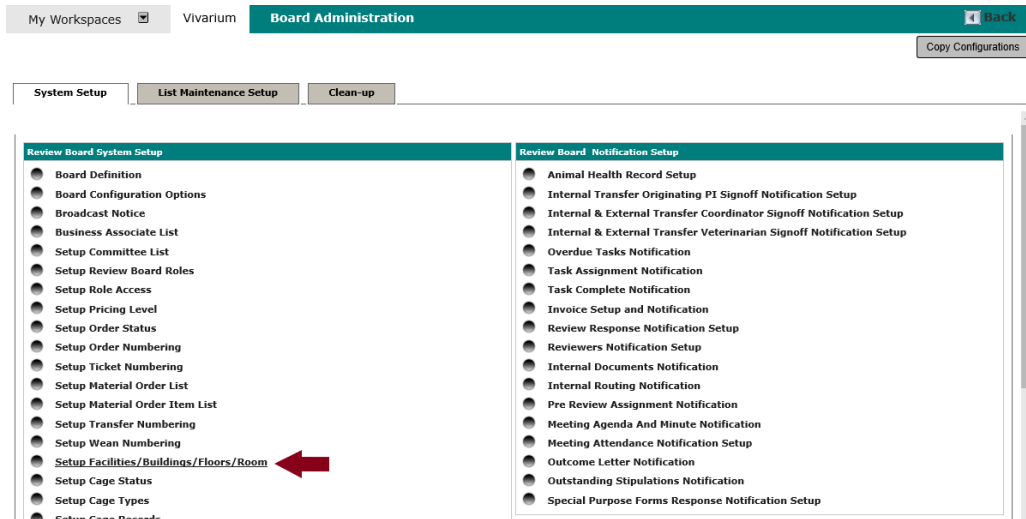 My Workspaces Vivarium Board Administration Back
Copy Configurations
System Setup List Maintenance Setup Clean-up
Review Board System Setup
Board Definition
Board Configuration Options
Broadcast Notice
Business Associate List
Setup Committee List
Setup Review Board Roles
Setup Role Access
Setup Pricing Level
Setup Order Status
Setup Order Numbering
Setup Ticket Numbering
Setup Material Order List
Setup Material Order Item List
Setup Transfer Numbering
Setup Wean Numbering
Setup Facilities/Buildings/Floors/Room
Setup Cage Status
Setup Cage Types
Setup Cage Records
Review Board Notification Setup
Animal Health Record Setup
Internal Transfer Originating PI Signoff Notification Setup
Internal & External Transfer Coordinator Signoff Notification Setup
Internal & External Transfer Veterinarian Signoff Notification Setup
Overdue Tasks Notification
Task Assignment Notification
Task Complete Notification
Invoice Setup and Notification
Review Response Notification Setup
Reviewers Notification Setup
Internal Documents Notification
Internal Routing Notification
Pre Review Assignment Notification
Meeting Agenda And Minute Notification
Meeting Attendance Notification Setup
Outcome Letter Notification
Outstanding Stipulations Notification
Special Purpose Forms Response Notification Setup